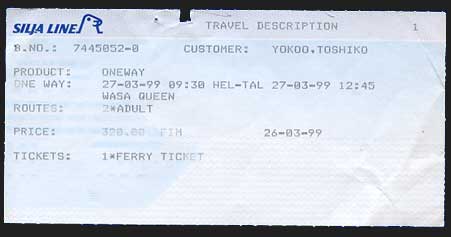 SILJA LINE TRAVEL DESCRIPTION 1
B.NO.: 7445052-0 CUSTOMER: YOKOO,TOSHIKO
PRODUCT: ONEWAY
ONE WAY: 27-03-99 09:30 HEL-TAL 27-03-99 12:45
WASA QUEEN
ROUTES: 2*ADULT
PRICE: 320.00 FIM 26-03-99
TICKETS: 1*FERRY TICKET